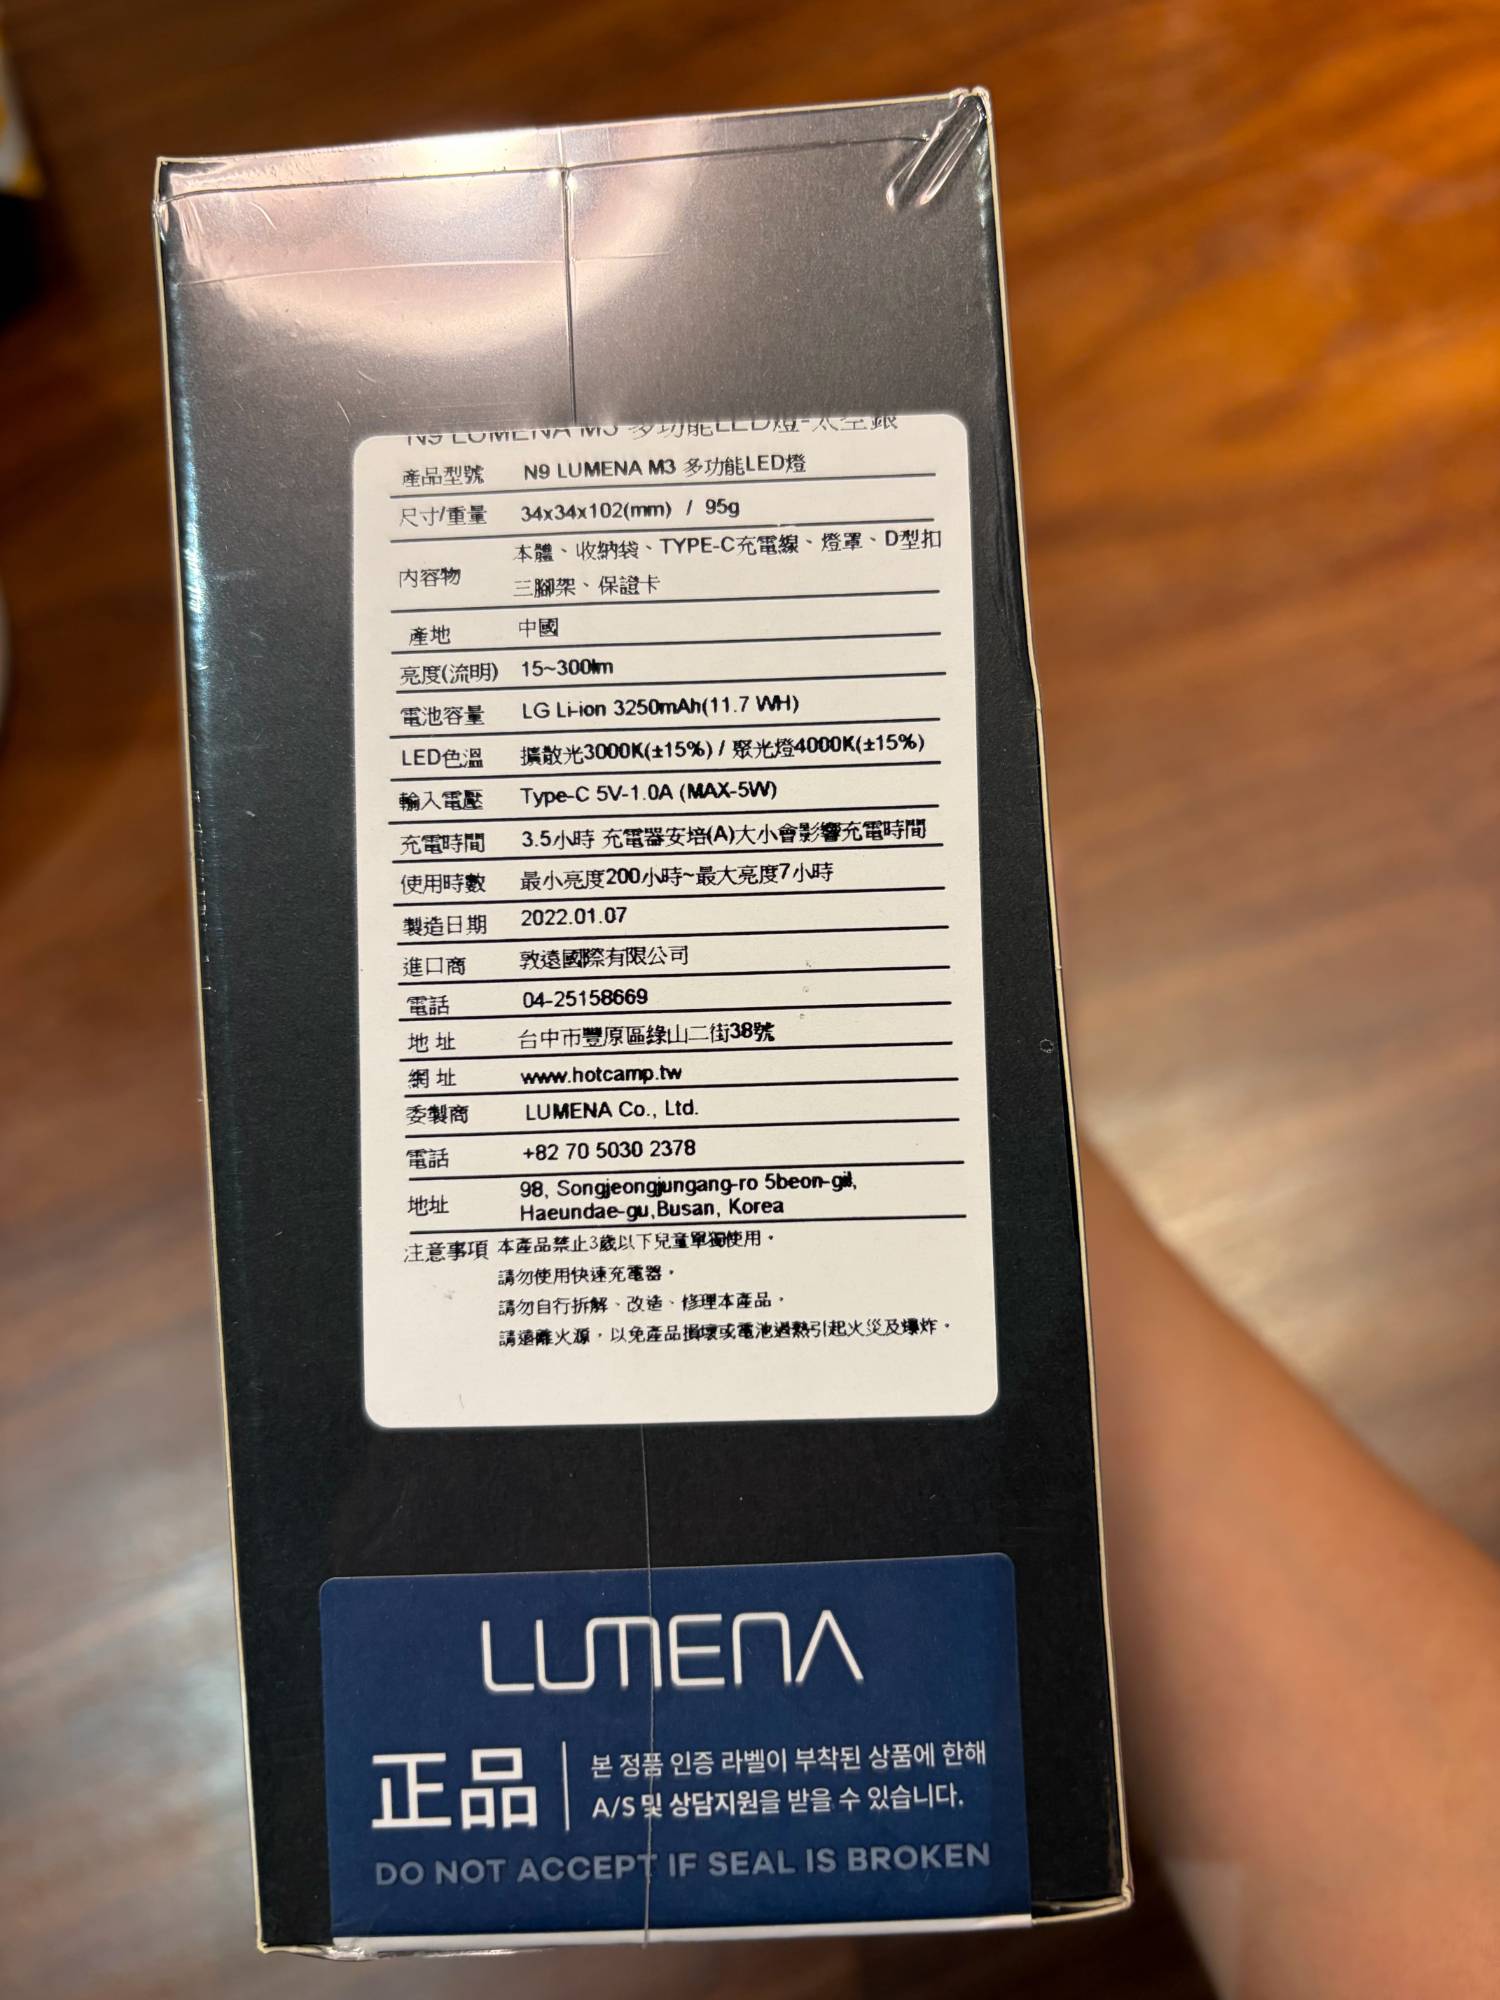 N9 LUMENA M3 多功能LED燈-太空銀
產品型號 N9 LUMENA M3 多功能LED燈
尺寸/重量 34x34x102(mm) / 95g
內容物 本體、收納袋、TYPE-C充電線、燈罩、D型扣
三腳架、保證卡
產地 中國
亮度(流明) 15~300lm
電池容量 LG Li-ion 3250mAh(11.7 WH)
LED色溫 擴散光3000K(±15%) / 聚光燈4000K(±15%)
輸入電壓 Type-C 5V-1.0A (MAX-5W)
充電時間 3.5小時 充電器安培(A)大小會影響充電時間
使用時數 最小亮度200小時~最大亮度7小時
製造日期 2022.01.07
進口商 敦遠國際有限公司
電話 04-25158669
地址 台中市豐原區綠山二街38號
網址 www.hotcamp.tw
委製商 LUMENA Co., Ltd.
電話 +82 70 5030 2378
地址 98, Songjeongjungang-ro 5beon-gil,
Haeundae-gu,Busan, Korea
注意事項 本產品禁止3歲以下兒童單獨使用。
請勿使用快速充電器。
請勿自行拆解、改造、修理本產品。
請遠離火源，以免產品損壞或電池過熱引起火災及爆炸。
LUMENA
正品
본 정품 인증 라벨이 부착된 상품에 한해
A/S 및 상담지원을 받을 수 있습니다.
DO NOT ACCEPT IF SEAL IS BROKEN